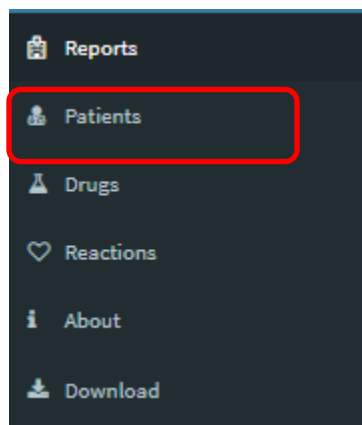 Reports
Patients
Drugs
Reactions
About
Download